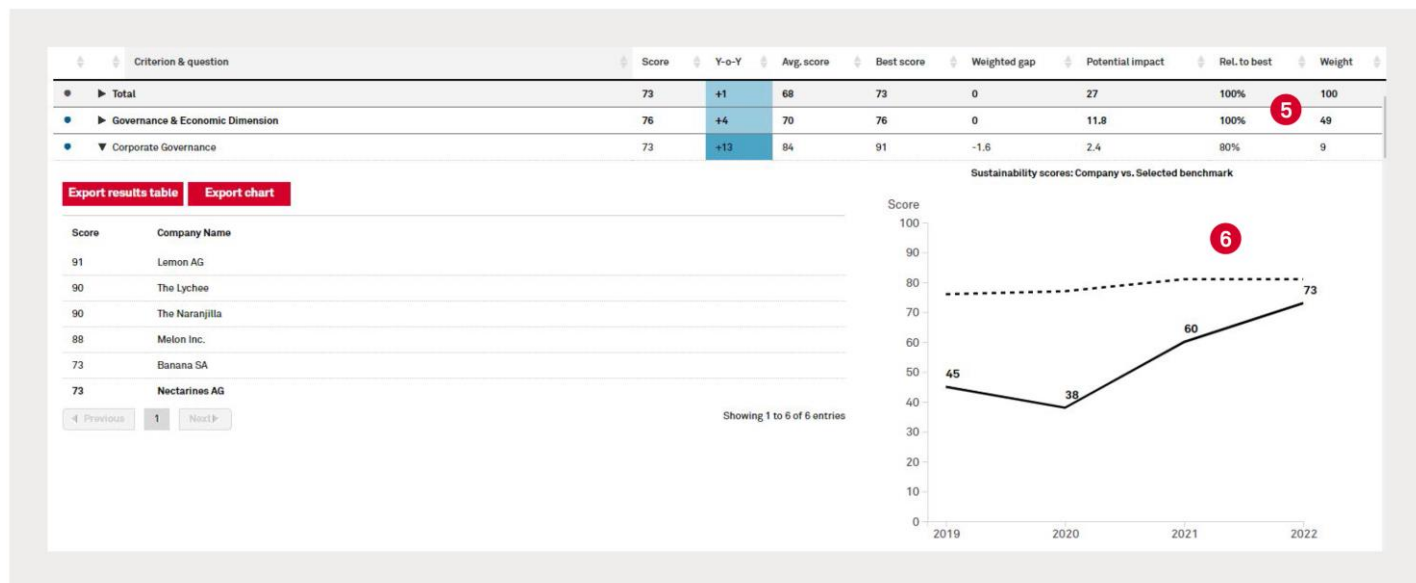 Criterion & question Score Y-o-Y Avg. score Best score Weighted gap Potential impact Rel. to best Weight
Total 73 +1 68 73 0 27 100% 100
Governance & Economic Dimension 76 +4 70 76 0 11.8 100% 49
5
Corporate Governance 73 +13 84 91 -1.6 2.4 80% 9
Export results table Export chart
Score Company Name
91 Lemon AG
90 The Lychee
90 The Naranjilla
88 Melon Inc.
73 Banana SA
73 Nectarines AG
Previous 1 Next
Showing 1 to 6 of 6 entries
Sustainability scores: Company vs. Selected benchmark
Score
6
100
90
80
70
60
50
40
30
20
10
0
45
38
60
73
2019 2020 2021 2022